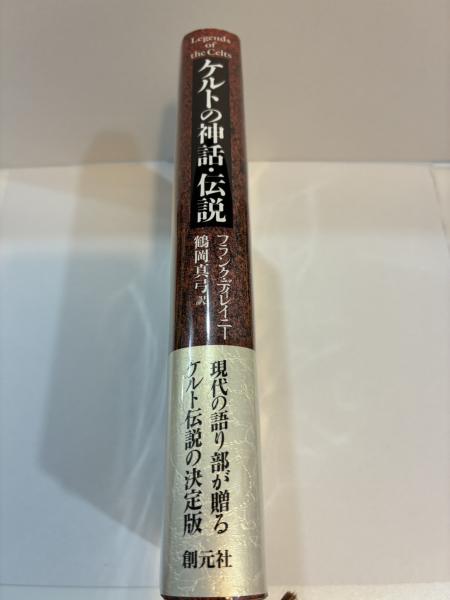 Legends
of
the Celts
ケルトの神話・伝説
フランク・ディレイニー
鶴岡真弓 訳
現代の語り部が贈る
ケルト伝説の決定版
創元社